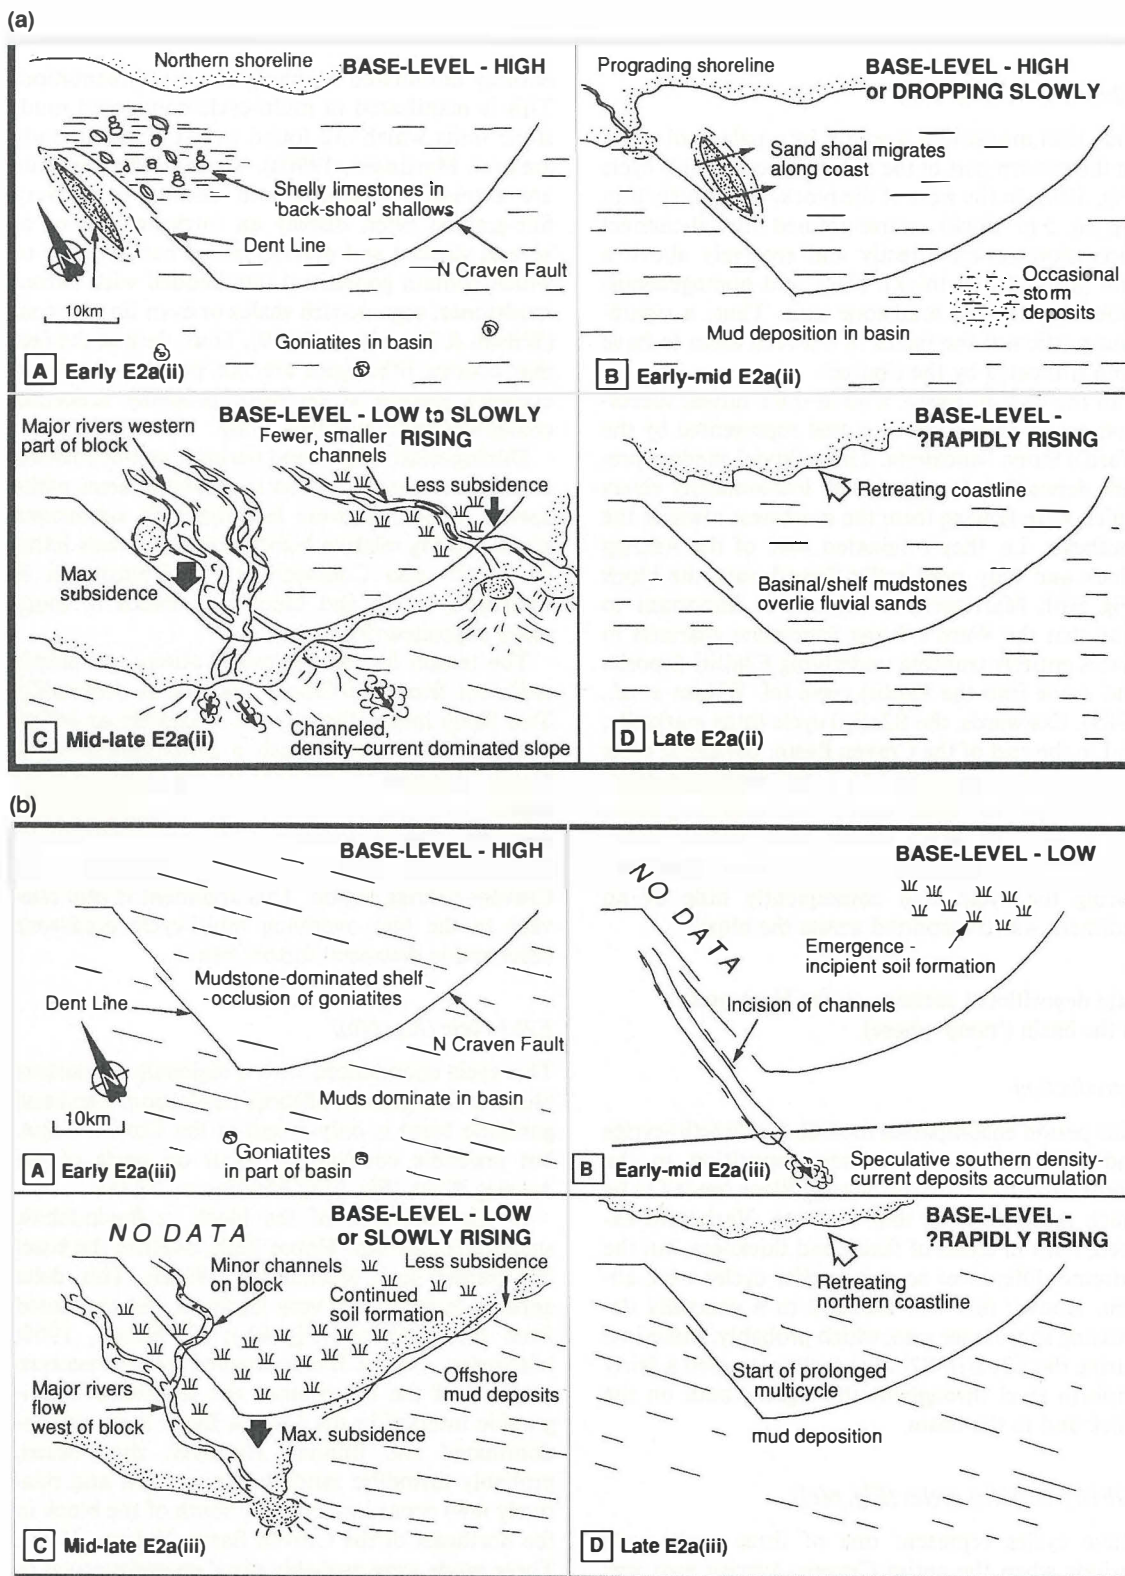 (a)
Northern shoreline
BASE-LEVEL - HIGH
Shelly limestones in
'back-shoal' shallows
Dent Line
N Craven Fault
N
10km
Goniatites in basin
A Early E2a(ii)
Prograding shoreline
BASE-LEVEL - HIGH
or DROPPING SLOWLY
Sand shoal migrates
along coast
Occasional
storm
deposits
Mud deposition in basin
B Early-mid E2a(ii)
BASE-LEVEL - LOW to SLOWLY
RISING
Major rivers western
part of block
Fewer, smaller
channels
Less subsidence
Max
subsidence
Channeled,
density–current dominated slope
C Mid-late E2a(ii)
BASE-LEVEL -
?RAPIDLY RISING
Retreating coastline
Basinal/shelf mudstones
overlie fluvial sands
D Late E2a(ii)
(b)
BASE-LEVEL - HIGH
Mudstone-dominated shelf
-occlusion of goniatites
Dent Line
N Craven Fault
N
10km
Muds dominate in basin
Goniatites
in part of basin
A Early E2a(iii)
NO DATA
BASE-LEVEL - LOW
Emergence -
incipient soil formation
Incision of channels
Speculative southern density-
current deposits accumulation
B Early-mid E2a(iii)
NO DATA
BASE-LEVEL - LOW
or SLOWLY RISING
Minor channels
on block
Less subsidence
Continued
soil formation
Offshore
mud deposits
Major rivers
flow
west of block
Max. subsidence
C Mid-late E2a(iii)
BASE-LEVEL -
?RAPIDLY RISING
Retreating
northern coastline
Start of prolonged
multicycle
mud deposition
D Late E2a(iii)